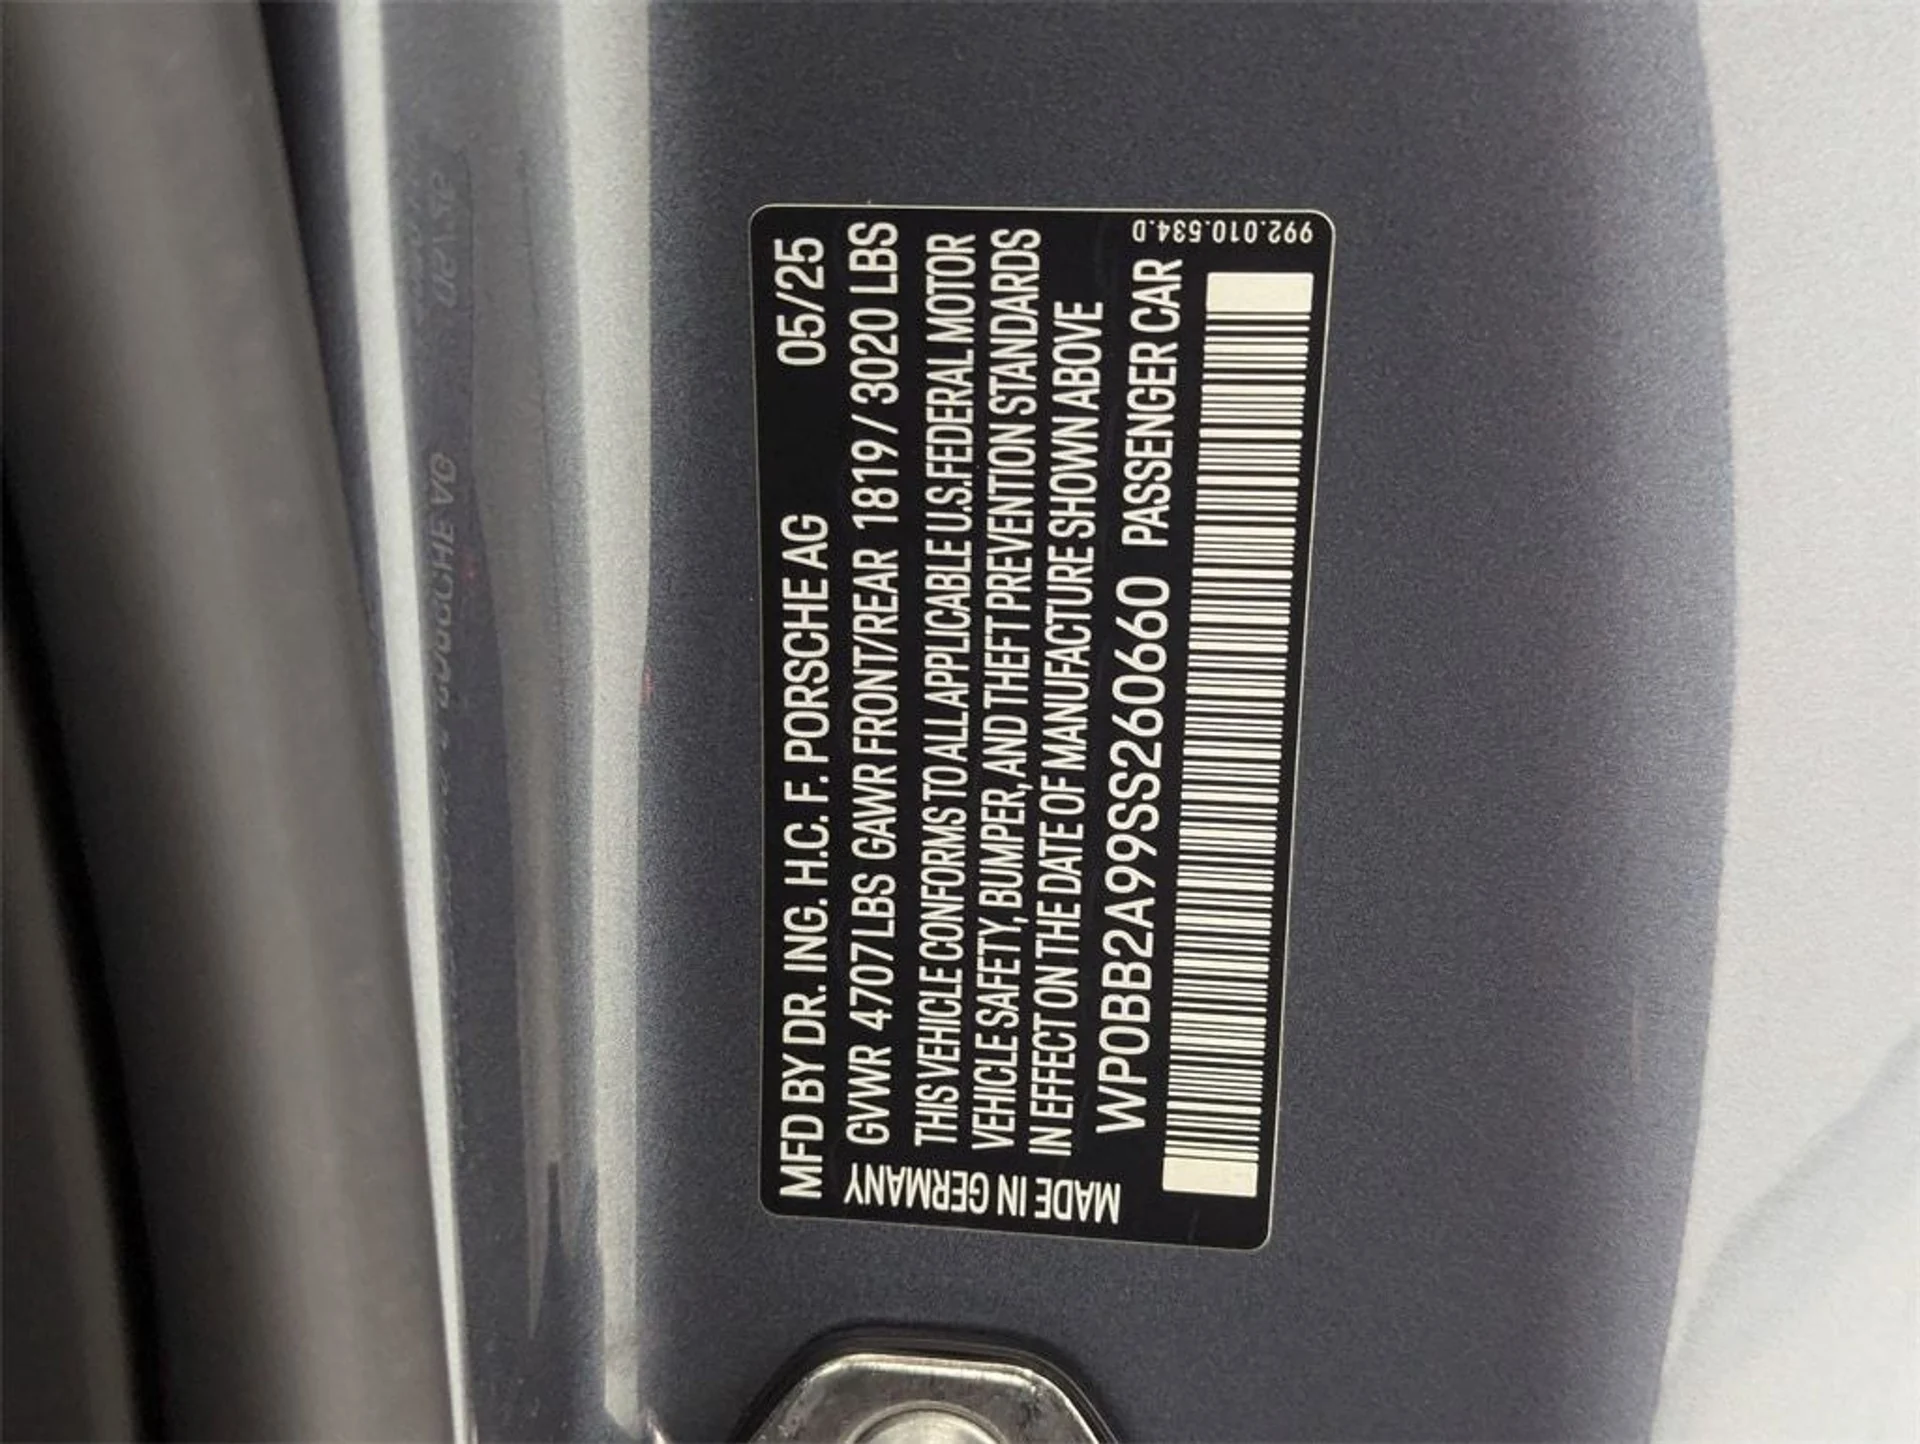 MFD BY DR. ING. H.C. F. PORSCHE AG 05/25
GVWR 4707 LBS GAWR FRONT/REAR 1819 / 3020 LBS
THIS VEHICLE CONFORMS TO ALL APPLICABLE U.S. FEDERAL MOTOR
VEHICLE SAFETY, BUMPER, AND THEFT PREVENTION STANDARDS
IN EFFECT ON THE DATE OF MANUFACTURE SHOWN ABOVE
WP0BB2A99SS260660 PASSENGER CAR
MADE IN GERMANY
992.010.534.D